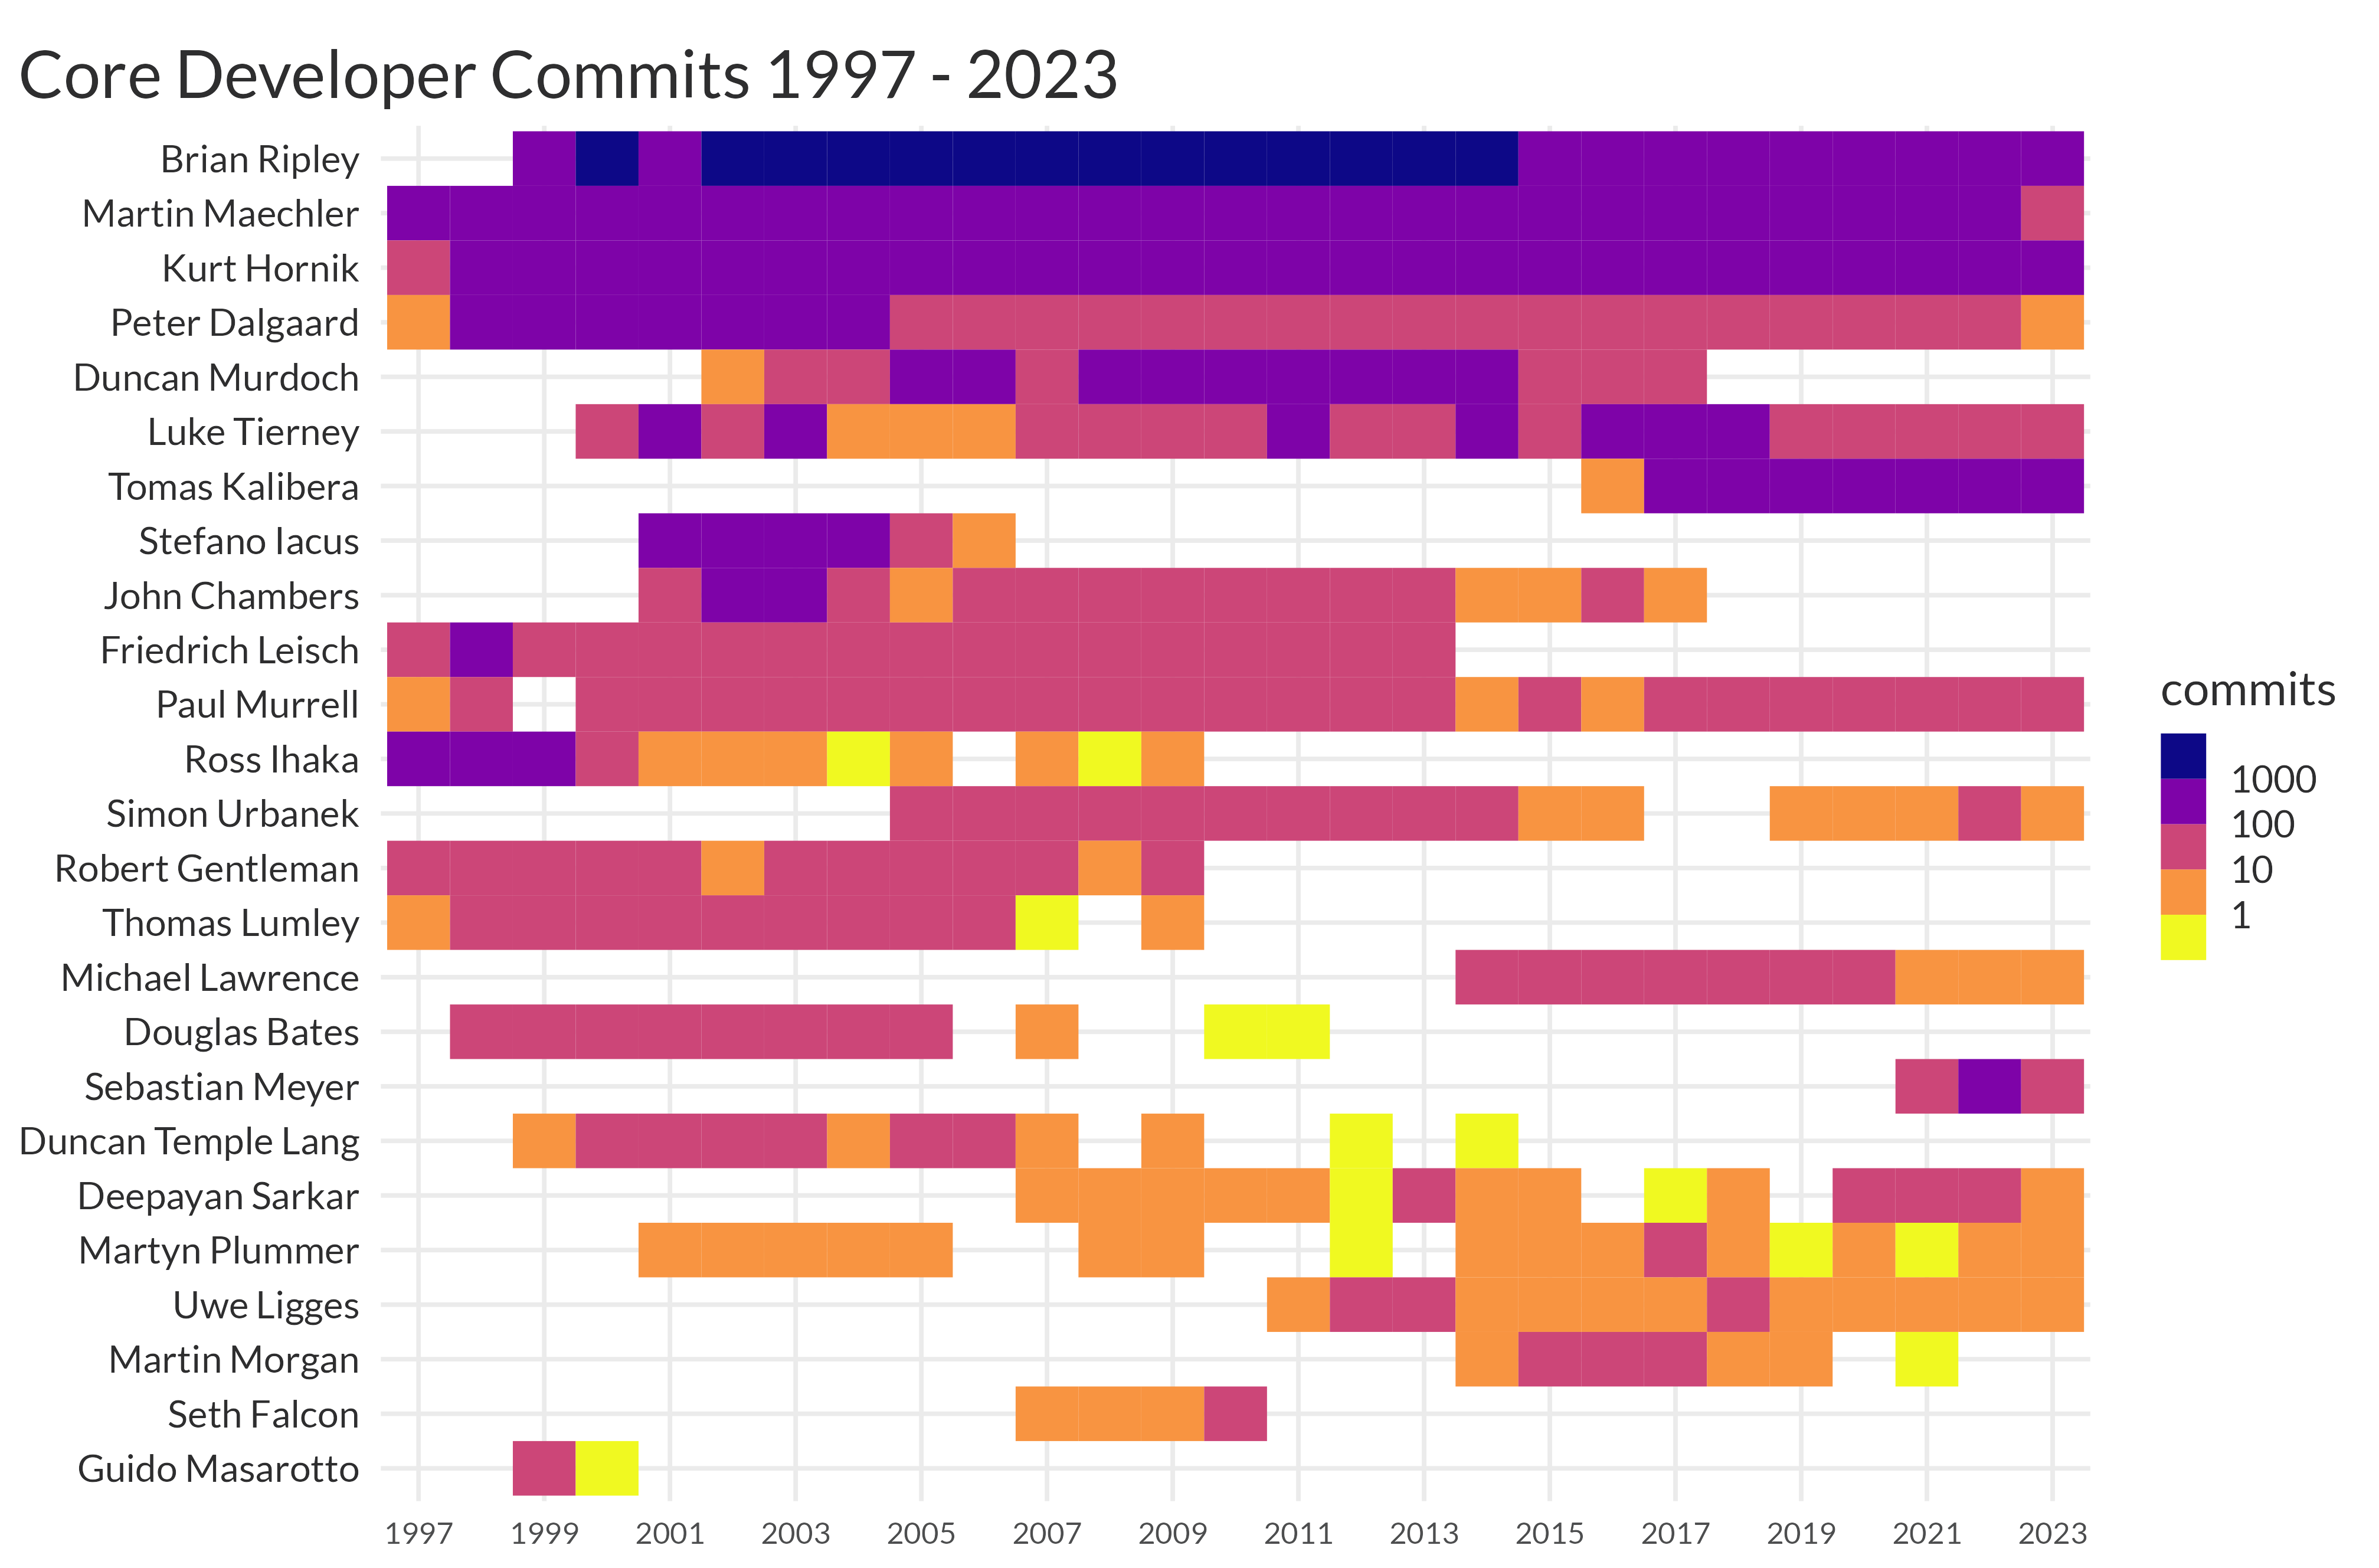 Core Developer Commits 1997 - 2023
Brian Ripley
Martin Maechler
Kurt Hornik
Peter Dalgaard
Duncan Murdoch
Luke Tierney
Tomas Kalibera
Stefano Iacus
John Chambers
Friedrich Leisch
Paul Murrell
Ross Ihaka
Simon Urbanek
Robert Gentleman
Thomas Lumley
Michael Lawrence
Douglas Bates
Sebastian Meyer
Duncan Temple Lang
Deepayan Sarkar
Martyn Plummer
Uwe Ligges
Martin Morgan
Seth Falcon
Guido Masarotto
1997 1999 2001 2003 2005 2007 2009 2011 2013 2015 2017 2019 2021 2023
commits
1000
100
10
1